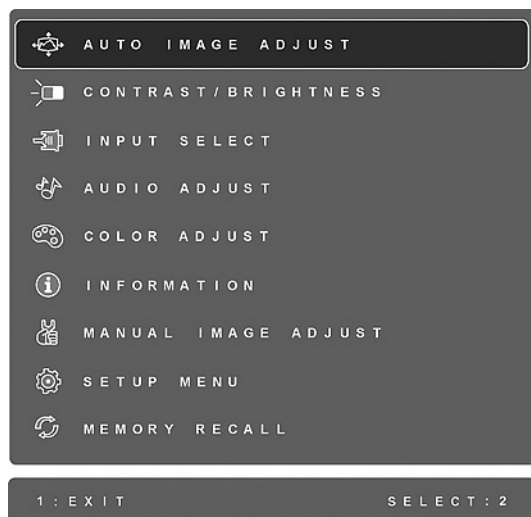 AUTO IMAGE ADJUST
CONTRAST/BRIGHTNESS
INPUT SELECT
AUDIO ADJUST
COLOR ADJUST
INFORMATION
MANUAL IMAGE ADJUST
SETUP MENU
MEMORY RECALL
1:EXIT SELECT:2